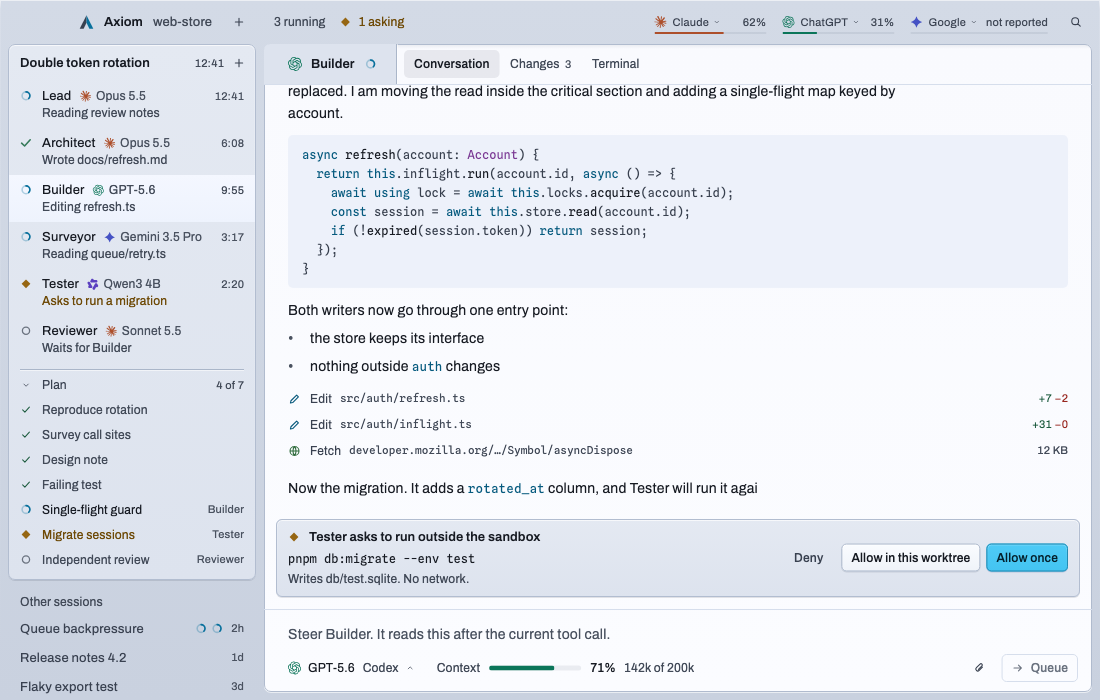 Axiom web-store + 3 running 1 asking Claude 62% ChatGPT 31% Google not reported
Double token rotation 12:41 +
Lead Opus 5.5 12:41
Reading review notes
Architect Opus 5.5 6:08
Wrote docs/refresh.md
Builder GPT-5.6 9:55
Editing refresh.ts
Surveyor Gemini 3.5 Pro 3:17
Reading queue/retry.ts
Tester Qwen3 4B 2:20
Asks to run a migration
Reviewer Sonnet 5.5
Waits for Builder
Plan 4 of 7
Reproduce rotation
Survey call sites
Design note
Failing test
Single-flight guard Builder
Migrate sessions Tester
Independent review Reviewer
Other sessions
Queue backpressure 2h
Release notes 4.2 1d
Flaky export test 3d
Builder Conversation Changes 3 Terminal
replaced. I am moving the read inside the critical section and adding a single-flight map keyed by
account.
async refresh(account: Account) {
  return this.inflight.run(account.id, async () => {
    await using lock = await this.locks.acquire(account.id);
    const session = await this.store.read(account.id);
    if (!expired(session.token)) return session;
  });
}
Both writers now go through one entry point:
• the store keeps its interface
• nothing outside auth changes
Edit src/auth/refresh.ts +7 −2
Edit src/auth/inflight.ts +31 −0
Fetch developer.mozilla.org/…/Symbol/asyncDispose 12 KB
Now the migration. It adds a rotated_at column, and Tester will run it agai
Tester asks to run outside the sandbox
pnpm db:migrate --env test
Writes db/test.sqlite. No network.
Deny Allow in this worktree Allow once
Steer Builder. It reads this after the current tool call.
GPT-5.6 Codex Context 71% 142k of 200k → Queue